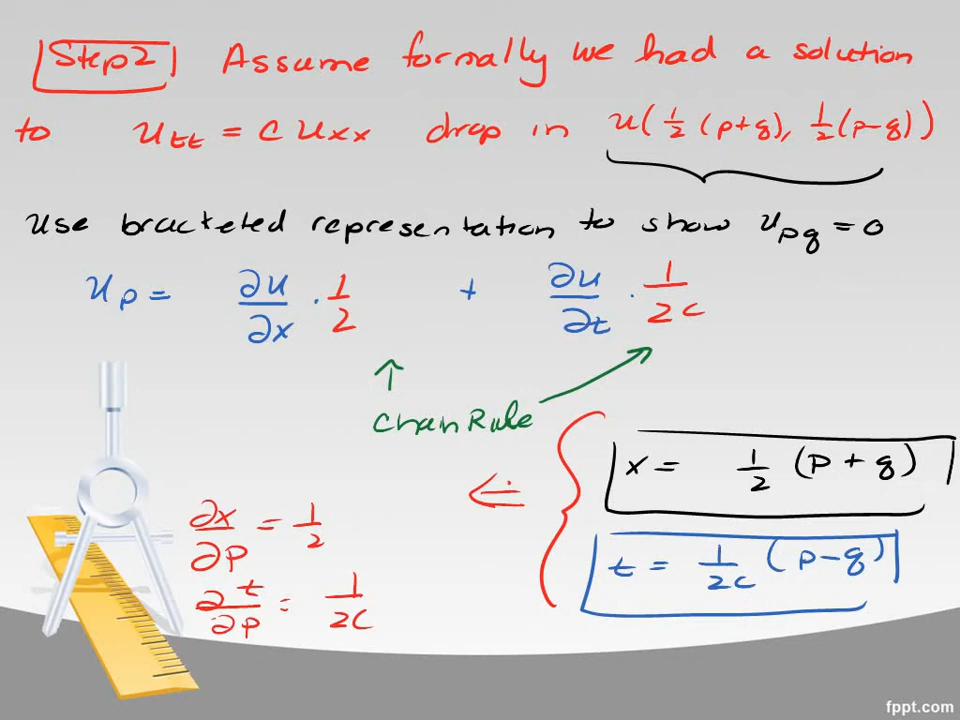 Step2 Assume formally we had a solution
to u_tt = c u_xx drop in u(1/2 (p+q), 1/2 (p-q))
Use bracketed representation to show u_pq = 0
u_p = ∂u/∂x · 1/2 + ∂u/∂t · 1/2c
Chain Rule
x = 1/2 (p + q)
∂x/∂p = 1/2
t = 1/2c (p-q)
∂t/∂p = 1/2c
fppt.com